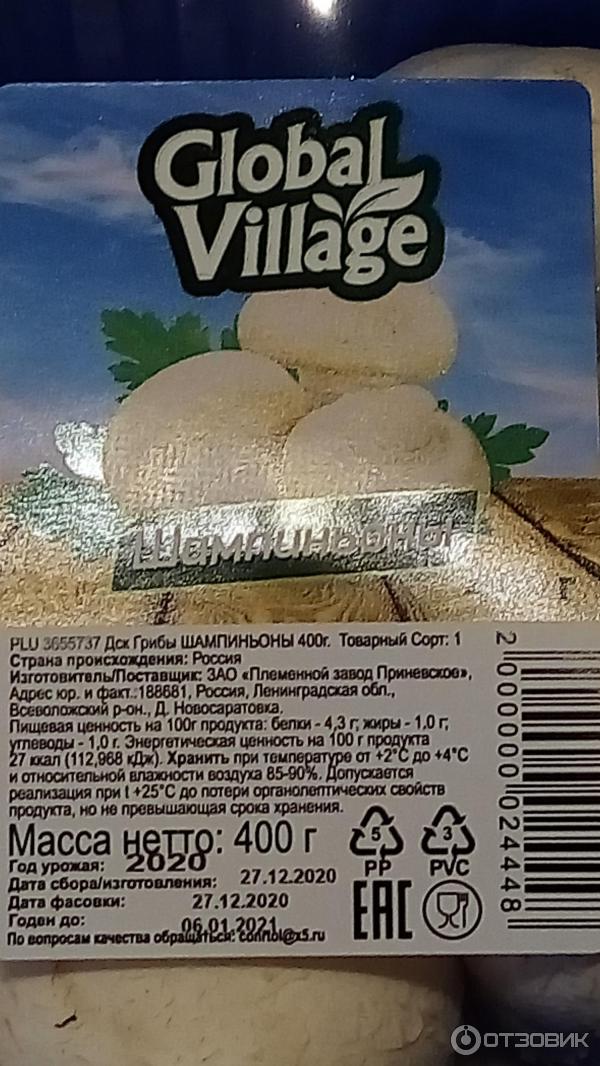 Global
Village
Шампиньоны
PLU 3655737 Дск Грибы ШАМПИНЬОНЫ 400г. Товарный Сорт: 1
Страна происхождения: Россия
Изготовитель/Поставщик: ЗАО «Племенной завод Приневское»,
Адрес юр. и факт.:188681, Россия, Ленинградская обл.,
Всеволожский р-он., Д. Новосаратовка.
Пищевая ценность на 100г продукта: белки - 4,3 г; жиры - 1,0 г;
углеводы - 1,0 г. Энергетическая ценность на 100 г продукта
27 ккал (112,968 кДж). Хранить при температуре от +2°C до +4°C
и относительной влажности воздуха 85-90%. Допускается
реализация при t +25°C до потери органолептических свойств
продукта, но не превышающая срока хранения.
Масса нетто: 400 г
Год урожая: 2020
Дата сбора/изготовления: 27.12.2020
Дата фасовки: 27.12.2020
Годен до: 06.01.2021
По вопросам качества обращаться: control@x5.ru
5 3
PP PVC
EAC
2000000024448
ОТЗОВИК